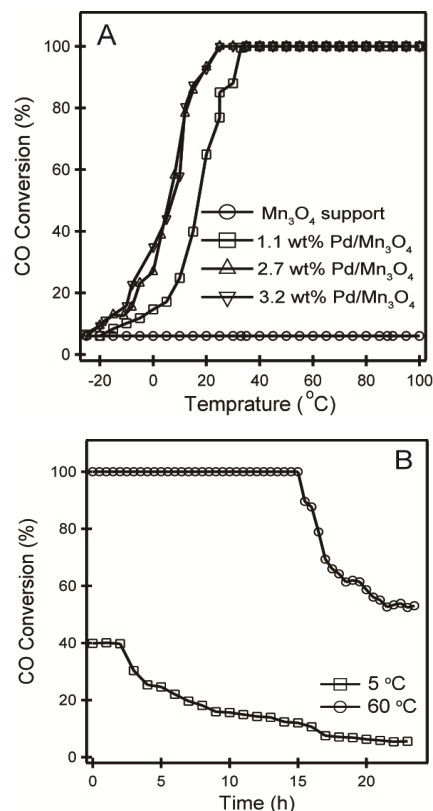 A
CO Conversion (%)
100
80
60
40
20
0
Mn₃O₄ support
1.1 wt% Pd/Mn₃O₄
2.7 wt% Pd/Mn₃O₄
3.2 wt% Pd/Mn₃O₄
-20 0 20 40 60 80 100
Temprature (°C)
B
CO Conversion (%)
100
80
60
40
20
0
5 °C
60 °C
0 5 10 15 20
Time (h)